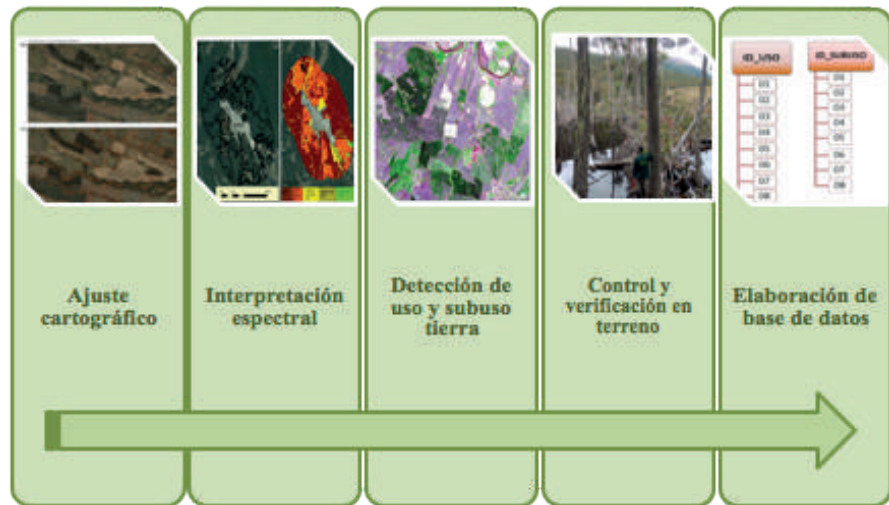 ID_USO
ID_SUBUSO
01
02
03
04
05
06
07
08
01
02
03
04
05
06
07
08
Ajuste
cartográfico
Interpretación
espectral
Detección de
uso y subuso
tierra
Control y
verificación en
terreno
Elaboración de
base de datos